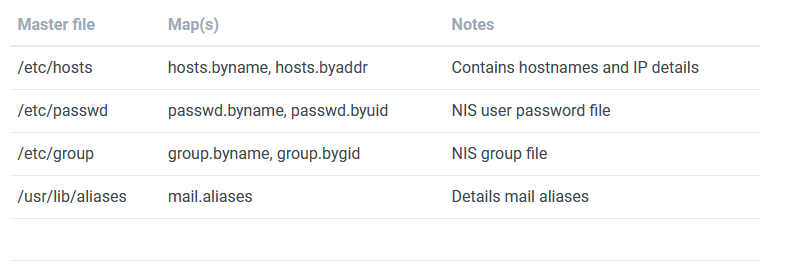 Master file Map(s) Notes
/etc/hosts hosts.byname, hosts.byaddr Contains hostnames and IP details
/etc/passwd passwd.byname, passwd.byuid NIS user password file
/etc/group group.byname, group.bygid NIS group file
/usr/lib/aliases mail.aliases Details mail aliases